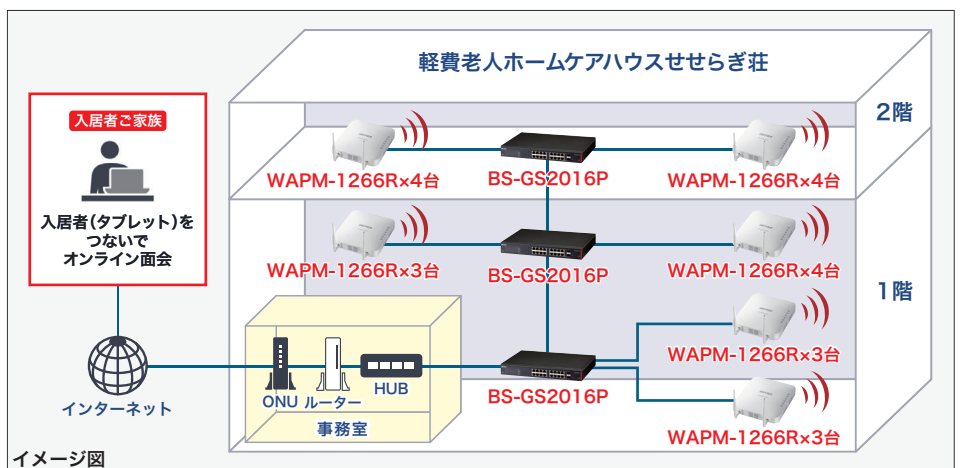 軽費老人ホームケアハウスせせらぎ荘
2階
入居者ご家族
入居者(タブレット)を
つないで
オンライン面会
WAPM-1266R×4台
BS-GS2016P
WAPM-1266R×4台
WAPM-1266R×3台
BS-GS2016P
WAPM-1266R×4台
1階
WAPM-1266R×3台
ONU
ルーター
HUB
BS-GS2016P
インターネット
事務室
WAPM-1266R×3台
イメージ図